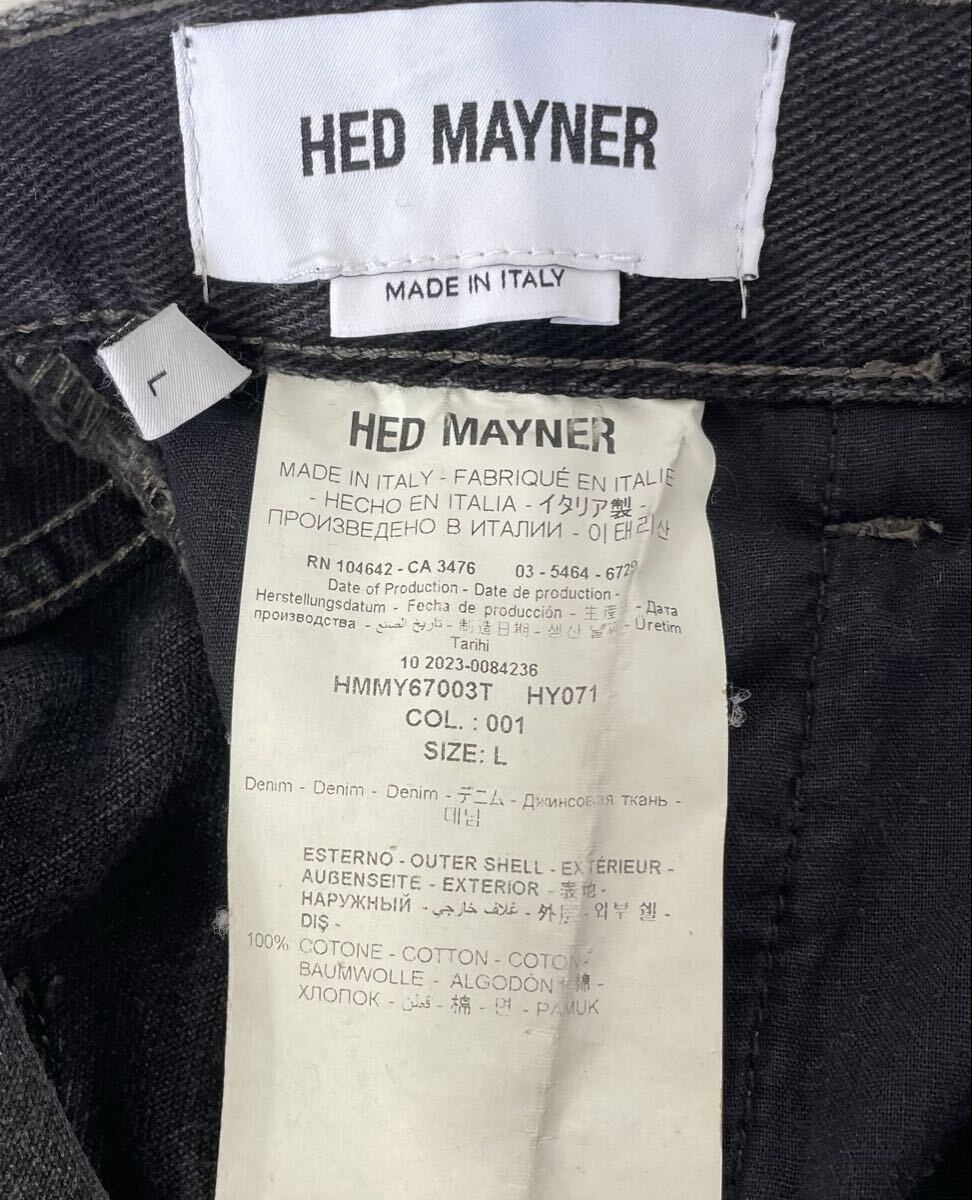 HED MAYNER
MADE IN ITALY
L
HED MAYNER
MADE IN ITALY - FABRIQUÉ EN ITALIE
- HECHO EN ITALIA - イタリア製 -
ПРОИЗВЕДЕНО В ИТАЛИИ - 이태리산
RN 104642 - CA 3476 03 - 5464 - 6729
Date of Production - Date de production -
Herstellungsdatum - Fecha de producción - 生産 - Дата
производства - تاريخ الصنع - 制造日期 - 생산 날짜 - Üretim
Tarihi
10 2023-0084236
HMMY67003T HY071
COL. : 001
SIZE: L
Denim - Denim - Denim - デニム - Джинсовая ткань -
데님
ESTERNO - OUTER SHELL - EXTÉRIEUR -
AUßENSEITE - EXTERIOR - 表地 -
НАРУЖНЫЙ - غلاف خارجي - 外层 - 외부 쉘 -
DIŞ -
100% COTONE - COTTON - COTON -
BAUMWOLLE - ALGODÓN - 綿 -
ХЛОПОК - قطن - 棉 - 면 - PAMUK